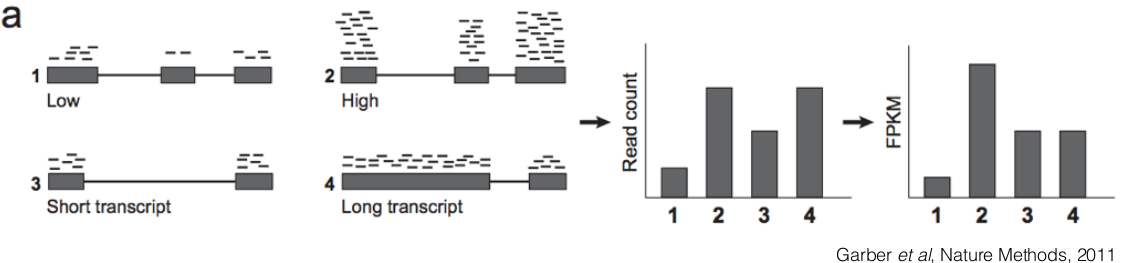 a
1
Low
2
High
3
Short transcript
4
Long transcript
Read count
1 2 3 4
FPKM
1 2 3 4
Garber et al, Nature Methods, 2011